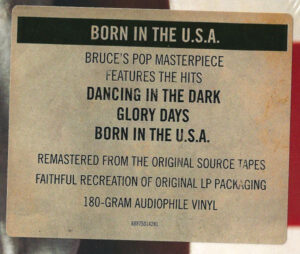 BORN IN THE U.S.A.
BRUCE'S POP MASTERPIECE
FEATURES THE HITS
DANCING IN THE DARK
GLORY DAYS
BORN IN THE U.S.A.
REMASTERED FROM THE ORIGINAL SOURCE TAPES
FAITHFUL RECREATION OF ORIGINAL LP PACKAGING
180-GRAM AUDIOPHILE VINYL